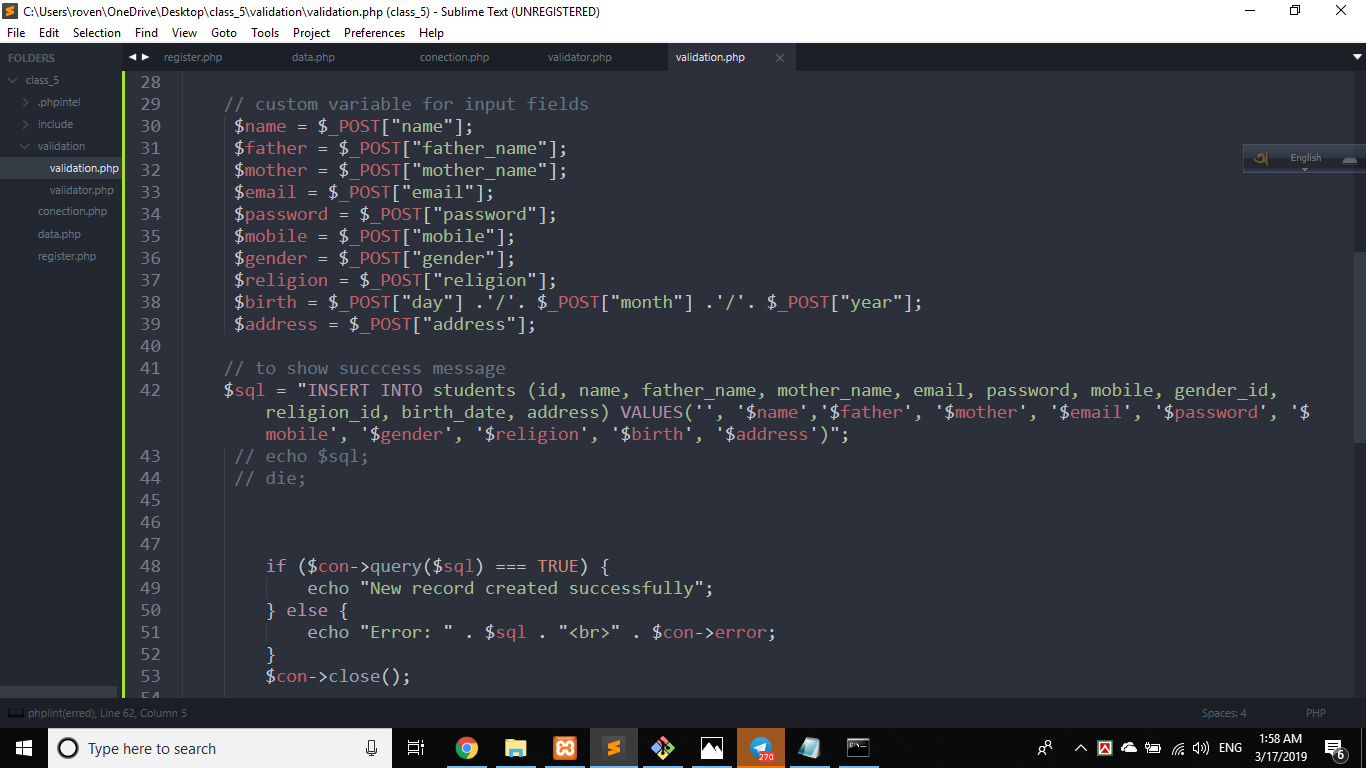 C:\Users\roven\OneDrive\Desktop\class_5\validation\validation.php (class_5) - Sublime Text (UNREGISTERED)
File Edit Selection Find View Goto Tools Project Preferences Help
FOLDERS
class_5
.phpintel
include
validation
validation.php
validator.php
conection.php
data.php
register.php
register.php data.php conection.php validator.php validation.php
28
29 // custom variable for input fields
30 $name = $_POST["name"];
31 $father = $_POST["father_name"];
32 $mother = $_POST["mother_name"];
33 $email = $_POST["email"];
34 $password = $_POST["password"];
35 $mobile = $_POST["mobile"];
36 $gender = $_POST["gender"];
37 $religion = $_POST["religion"];
38 $birth = $_POST["day"] .'/'. $_POST["month"] .'/'. $_POST["year"];
39 $address = $_POST["address"];
40
41 // to show succcess message
42 $sql = "INSERT INTO students (id, name, father_name, mother_name, email, password, mobile, gender_id,
religion_id, birth_date, address) VALUES('', '$name','$father', '$mother', '$email', '$password', '$
mobile', '$gender', '$religion', '$birth', '$address')";
43 // echo $sql;
44 // die;
45
46
47
48 if ($con->query($sql) === TRUE) {
49 echo "New record created successfully";
50 } else {
51 echo "Error: " . $sql . "<br>" . $con->error;
52 }
53 $con->close();
54
অ English
phplint(erred), Line 62, Column 5
Spaces: 4 PHP
Type here to search
270
ENG
1:58 AM
3/17/2019
6